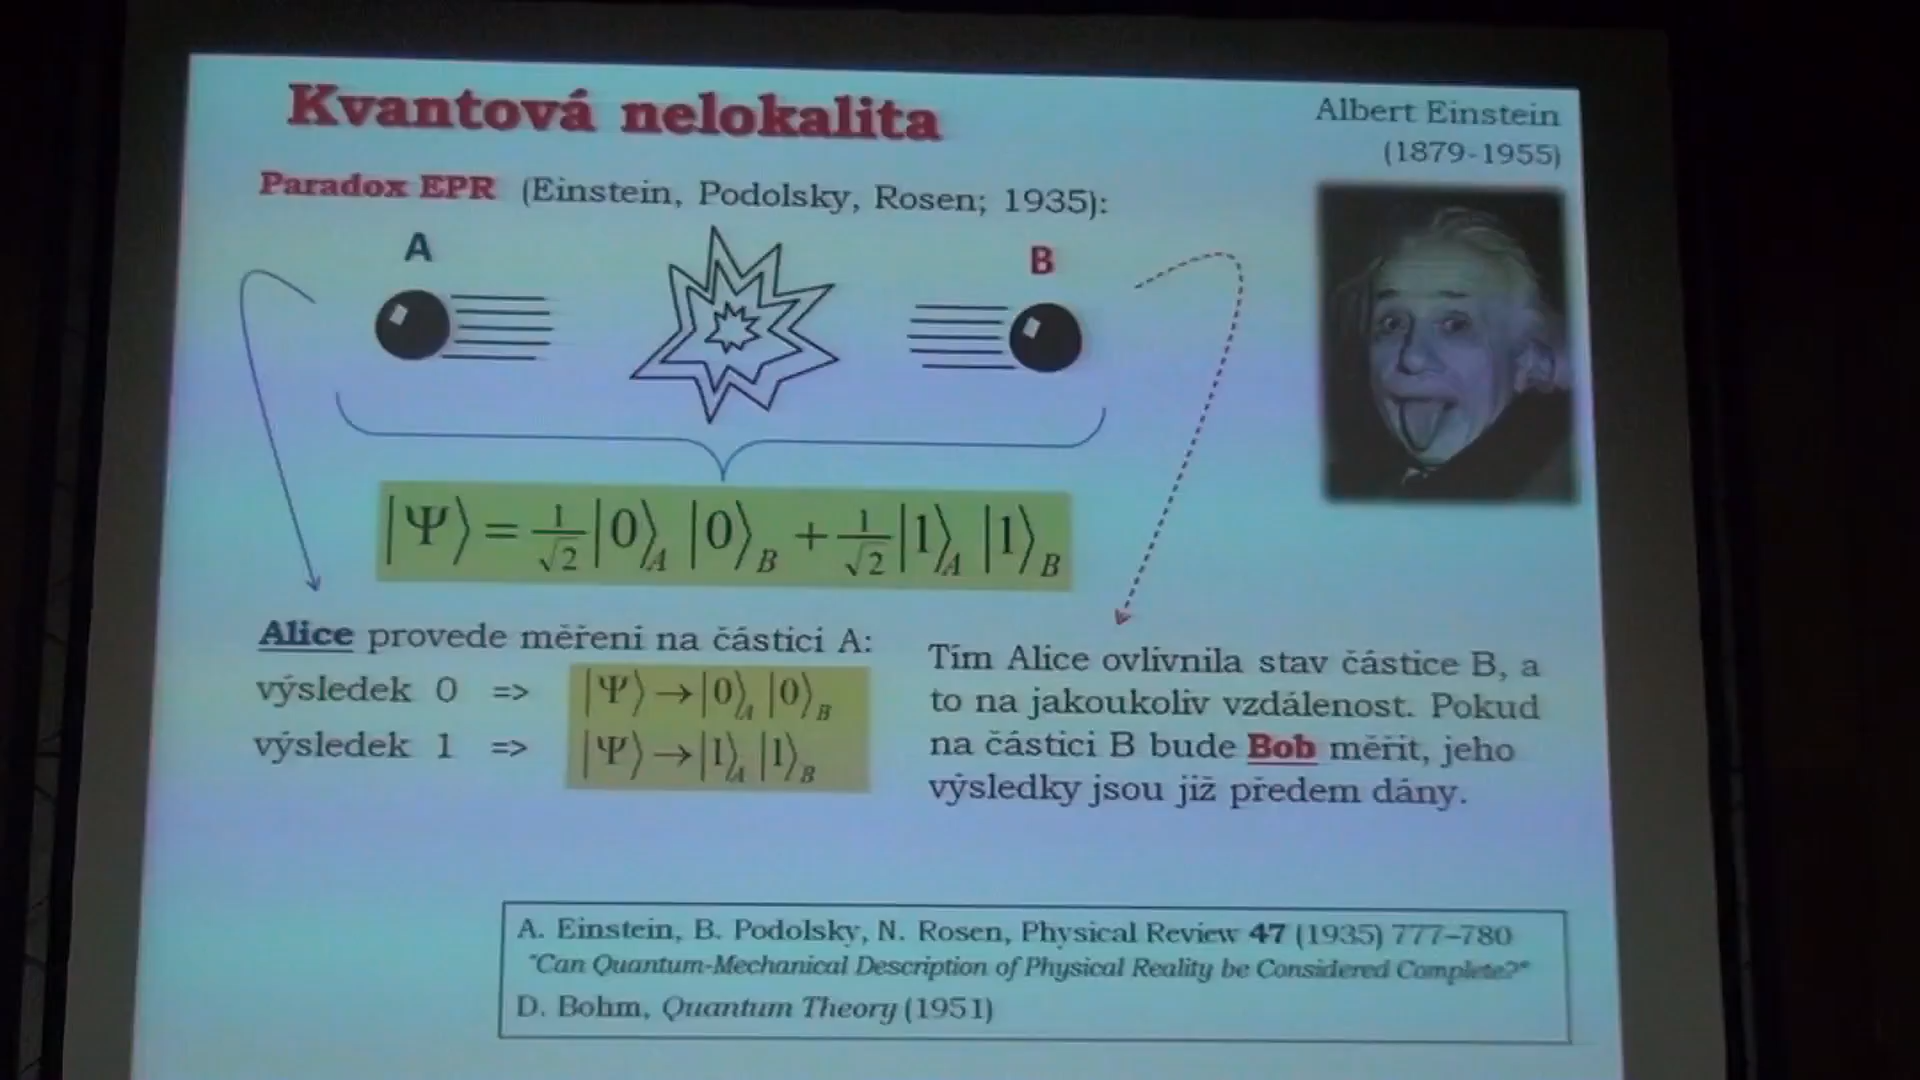 Kvantová nelokalita
Albert Einstein
(1879-1955)
Paradox EPR (Einstein, Podolsky, Rosen; 1935):
A
B
|Ψ⟩ = 1/√2 |0⟩A |0⟩B + 1/√2 |1⟩A |1⟩B
Alice provede měření na částici A:
výsledek 0 => |Ψ⟩→|0⟩A |0⟩B
výsledek 1 => |Ψ⟩→|1⟩A |1⟩B
Tím Alice ovlivnila stav částice B, a
to na jakoukoliv vzdálenost. Pokud
na částici B bude Bob měřit, jeho
výsledky jsou již předem dány.
A. Einstein, B. Podolsky, N. Rosen, Physical Review 47 (1935) 777–780
"Can Quantum-Mechanical Description of Physical Reality be Considered Complete?"
D. Bohm, Quantum Theory (1951)